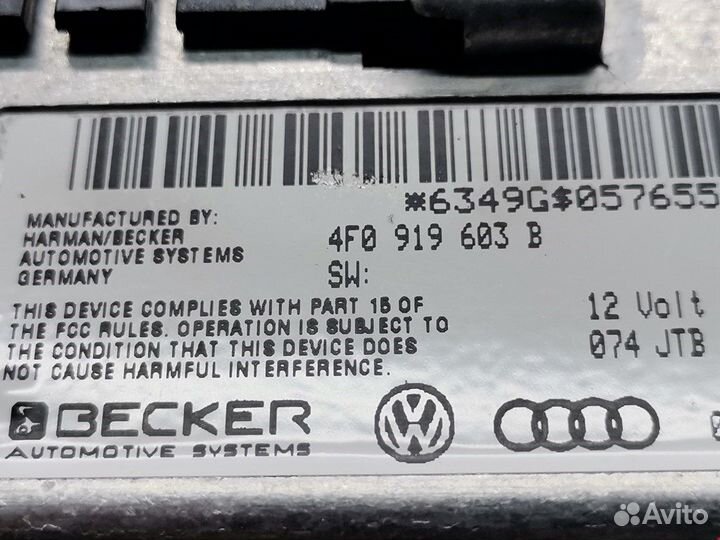 *6349G$057655
MANUFACTURED BY:
HARMAN/BECKER
AUTOMOTIVE SYSTEMS
GERMANY
4F0 919 603 B
SW:
THIS DEVICE COMPLIES WITH PART 15 OF
THE FCC RULES. OPERATION IS SUBJECT TO
THE CONDITION THAT THIS DEVICE DOES
NOT CAUSE HARMFUL INTERFERENCE.
12 Volt
074 JTB
BECKER
AUTOMOTIVE SYSTEMS
Avito